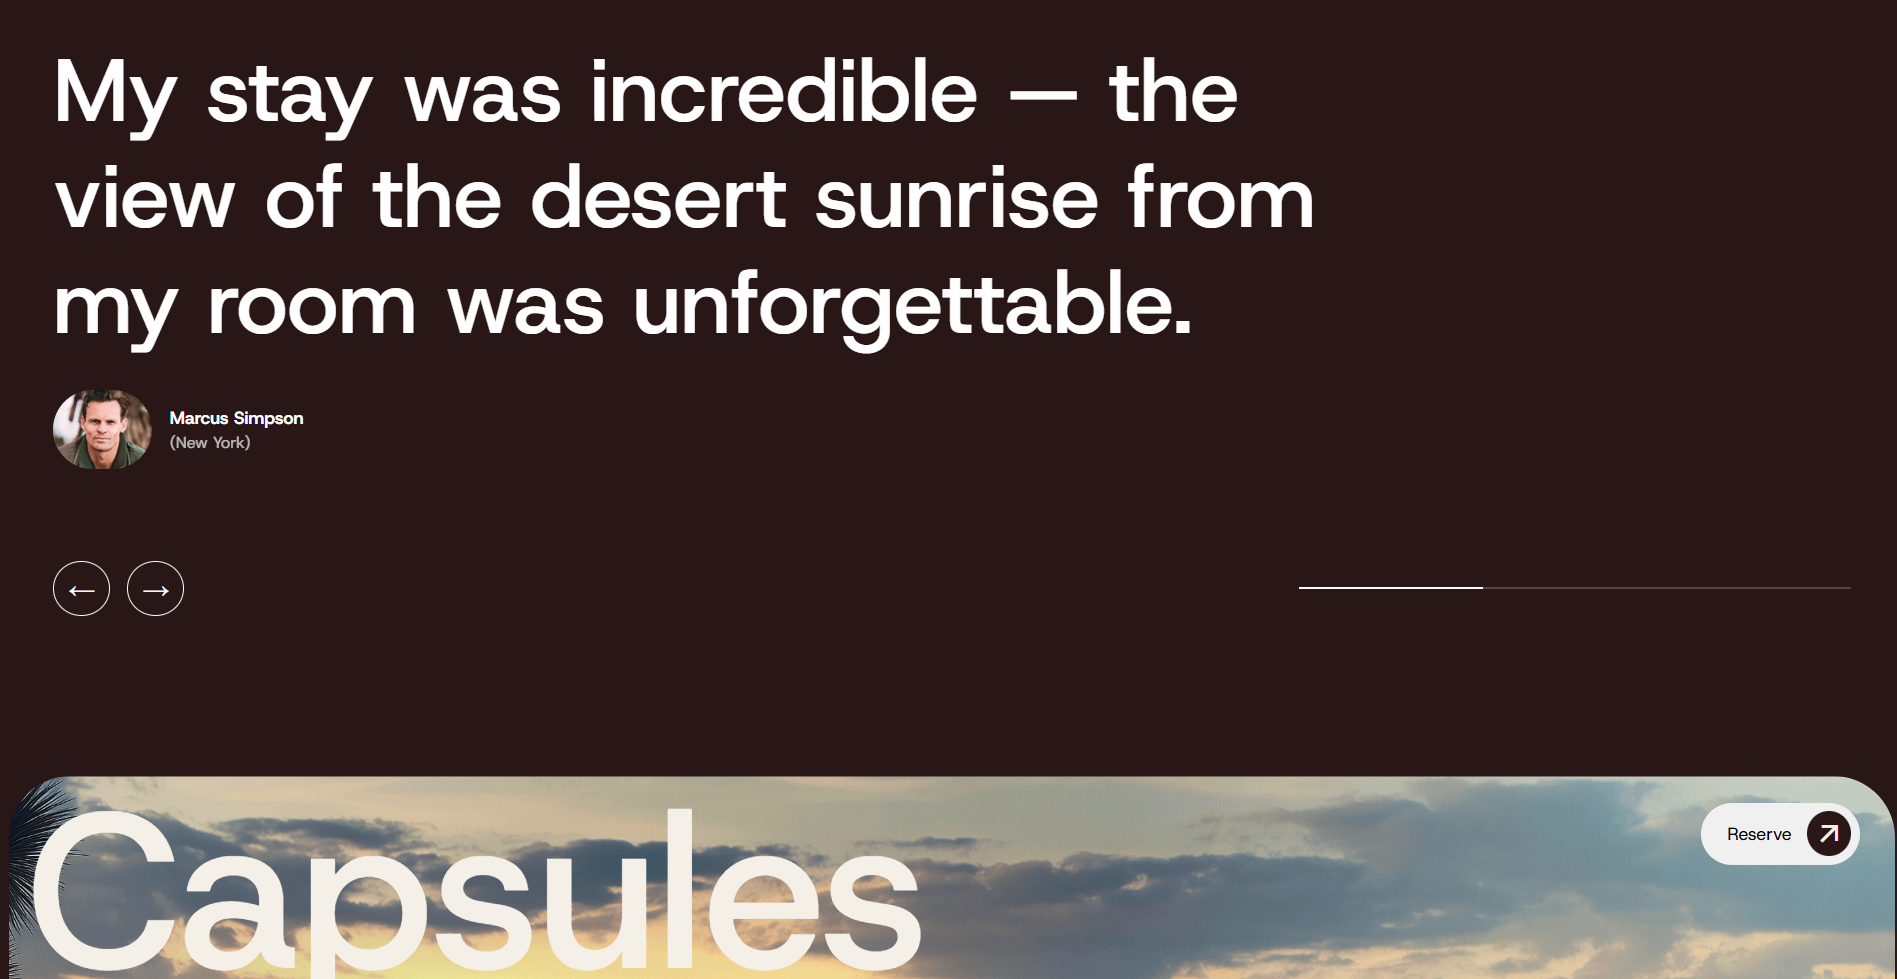 My stay was incredible — the
view of the desert sunrise from
my room was unforgettable.
Marcus Simpson
(New York)
Capsules
Reserve